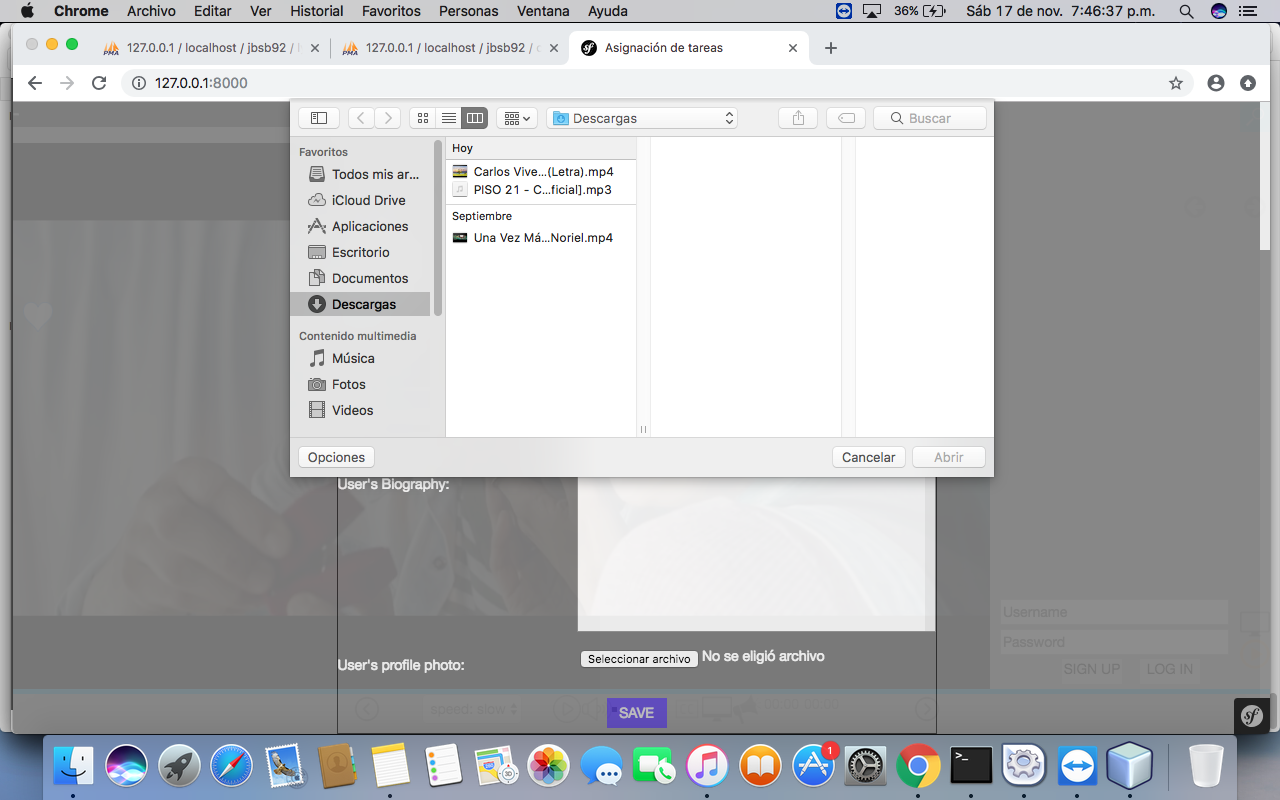 Chrome Archivo Editar Ver Historial Favoritos Personas Ventana Ayuda 36% Sáb 17 de nov. 7:46:37 p.m.
PMA 127.0.0.1 / localhost / jbsb92 / PMA 127.0.0.1 / localhost / jbsb92 / sf Asignación de tareas
127.0.0.1:8000
Descargas Buscar
Favoritos
Todos mis ar...
iCloud Drive
Aplicaciones
Escritorio
Documentos
Descargas
Contenido multimedia
Música
Fotos
Videos
Hoy
Carlos Vive...(Letra).mp4
PISO 21 - C...ficial].mp3
Septiembre
Una Vez Má...Noriel.mp4
Opciones Cancelar Abrir
User's Biography:
Username
Password
SIGN UP LOG IN
User's profile photo: Seleccionar archivo No se eligió archivo
speed: slow
SAVE
sf
1